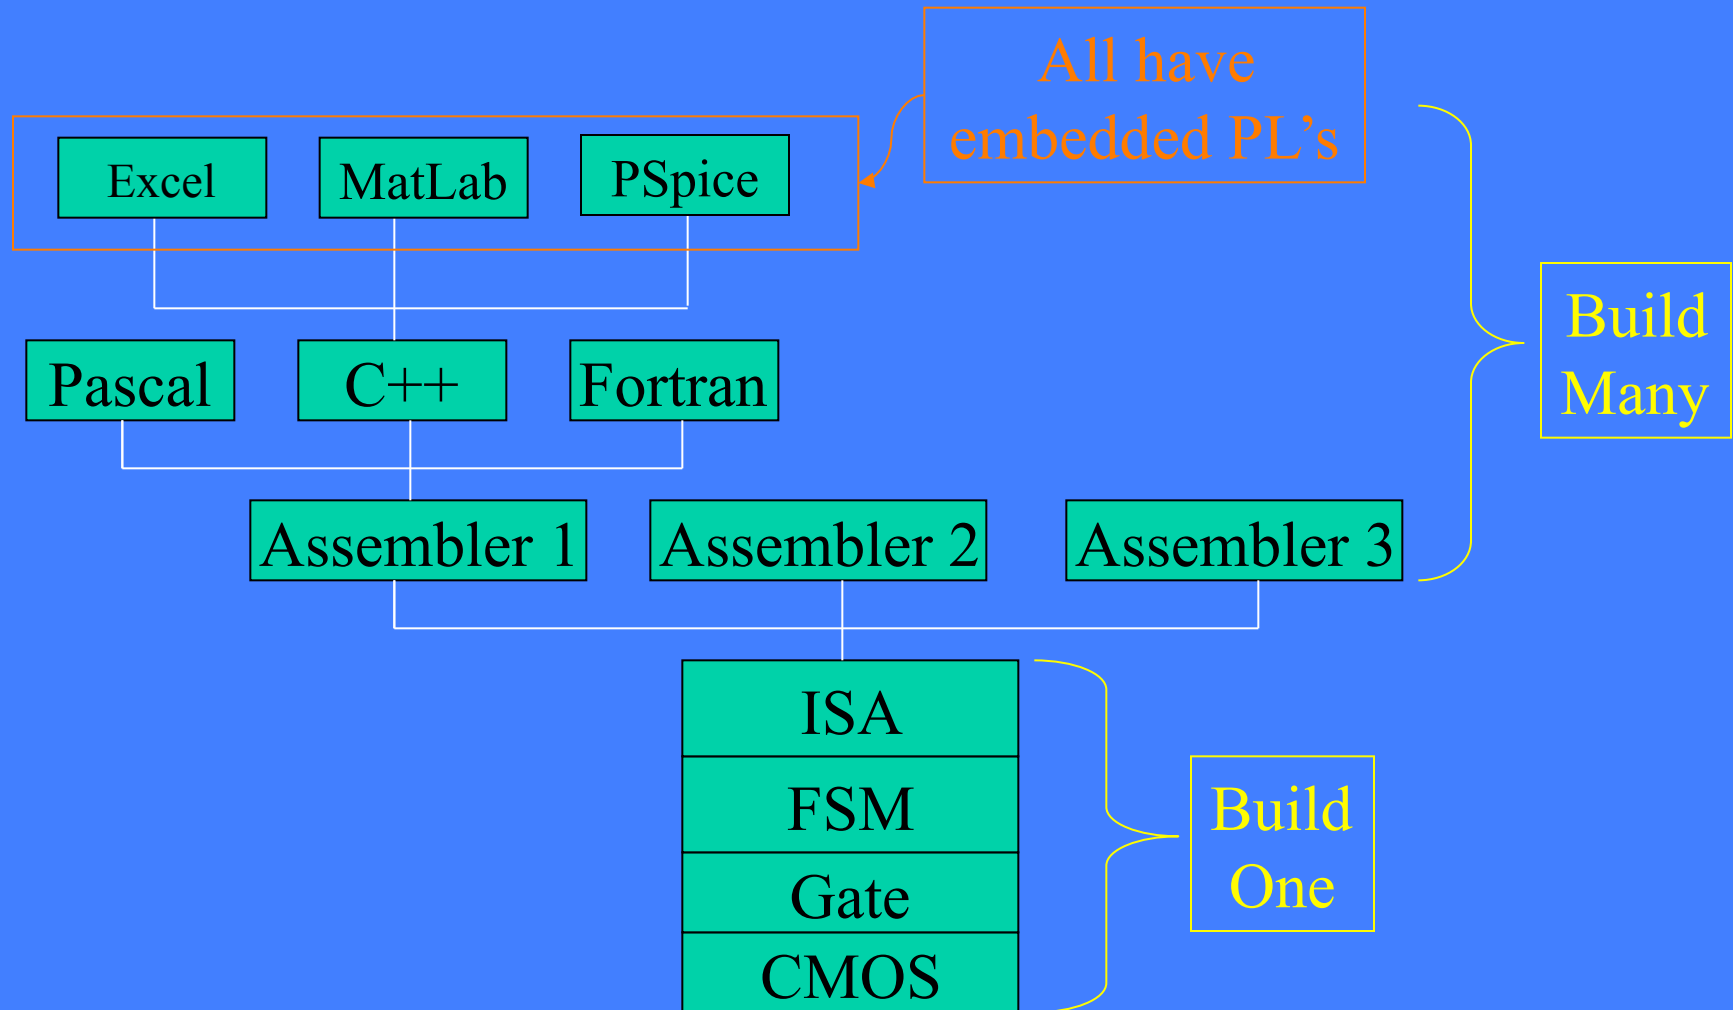 All have
embedded PL’s
Excel
MatLab
PSpice
Build
Many
Pascal
C++
Fortran
Assembler 1
Assembler 2
Assembler 3
ISA
FSM
Gate
CMOS
Build
One